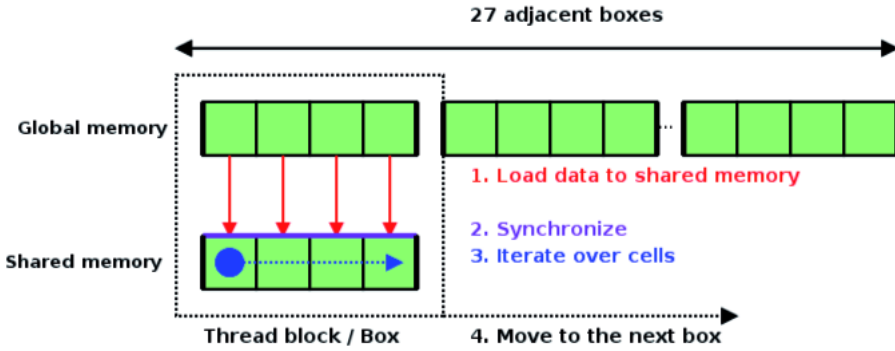 27 adjacent boxes
Global memory
...
1. Load data to shared memory
2. Synchronize
Shared memory
3. Iterate over cells
Thread block / Box
4. Move to the next box